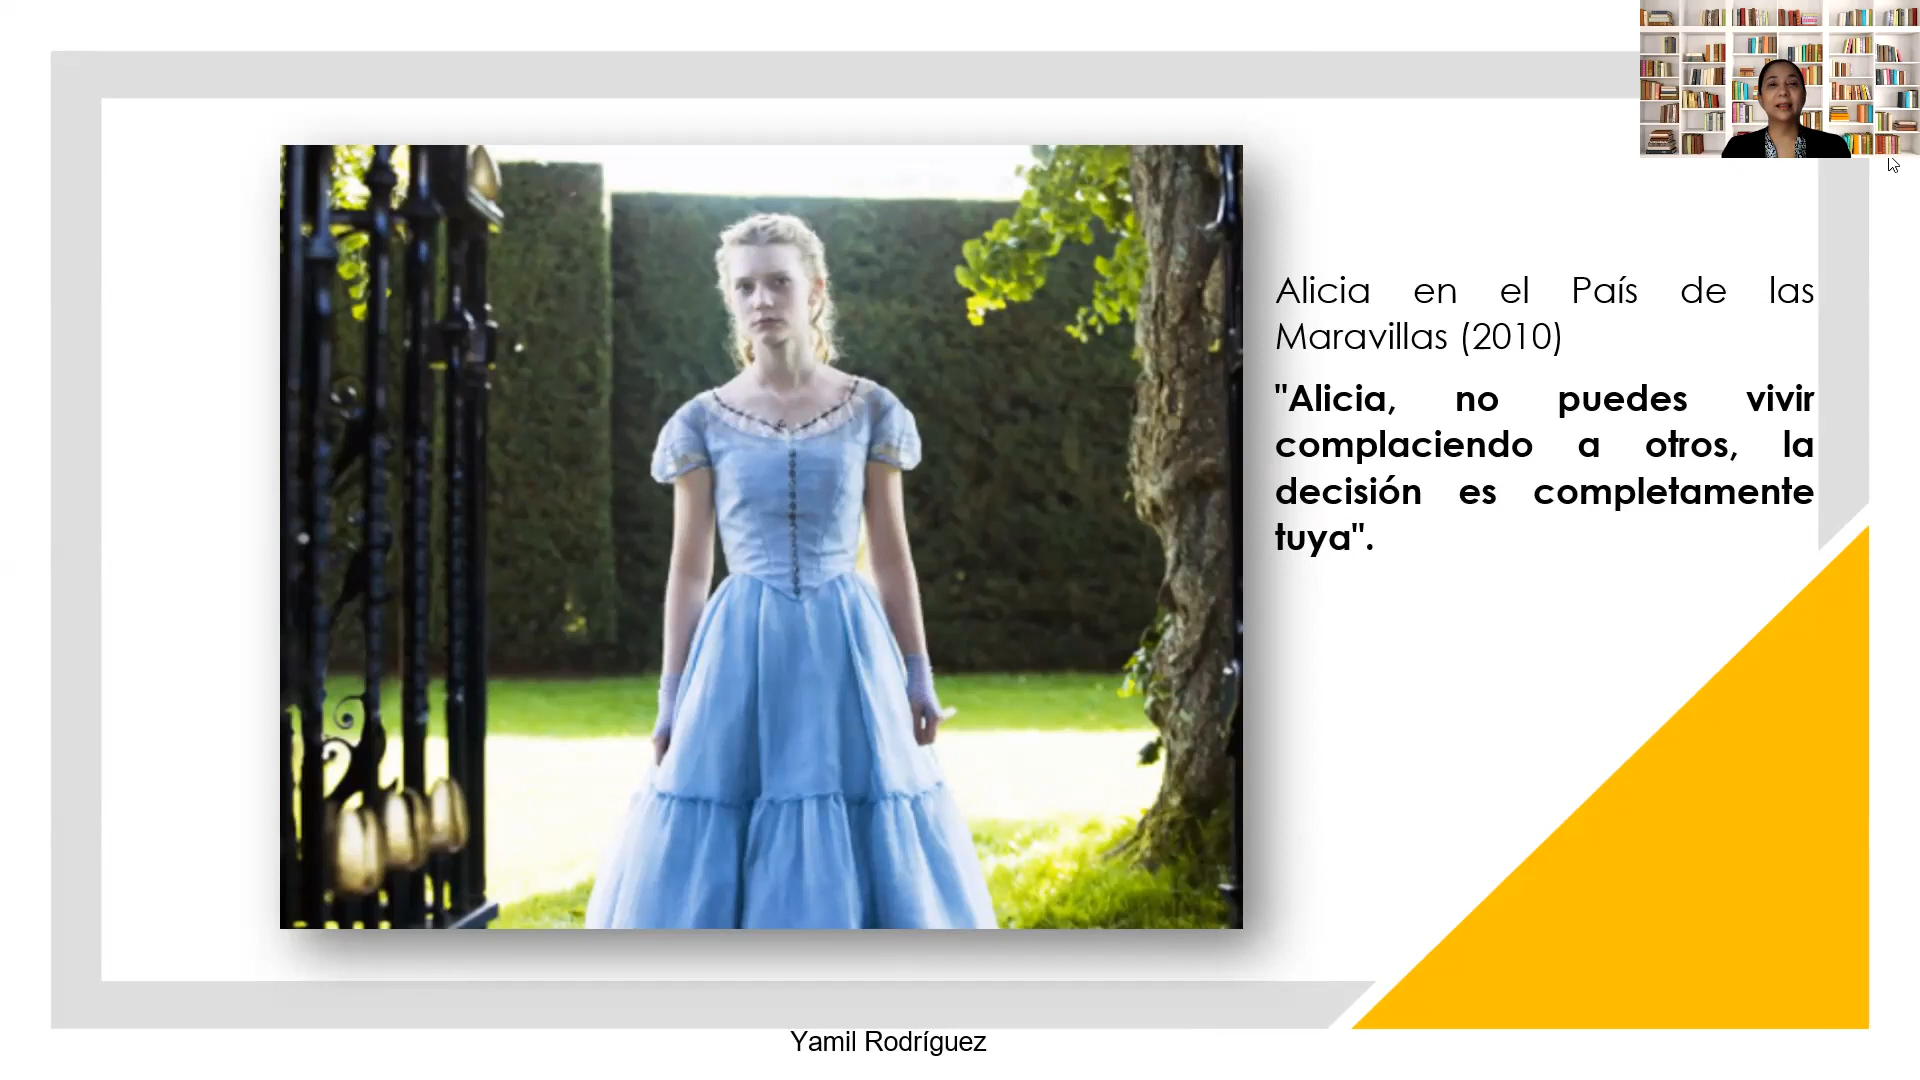 Alicia en el País de las
Maravillas (2010)
"Alicia, no puedes vivir
complaciendo a otros, la
decisión es completamente
tuya".
Yamil Rodríguez